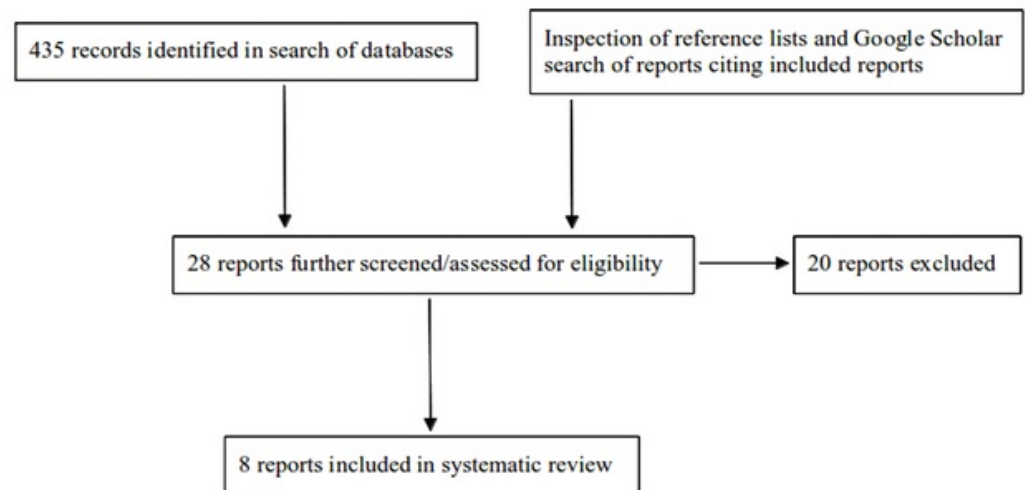 435 records identified in search of databases
Inspection of reference lists and Google Scholar
search of reports citing included reports
28 reports further screened/assessed for eligibility
20 reports excluded
8 reports included in systematic review